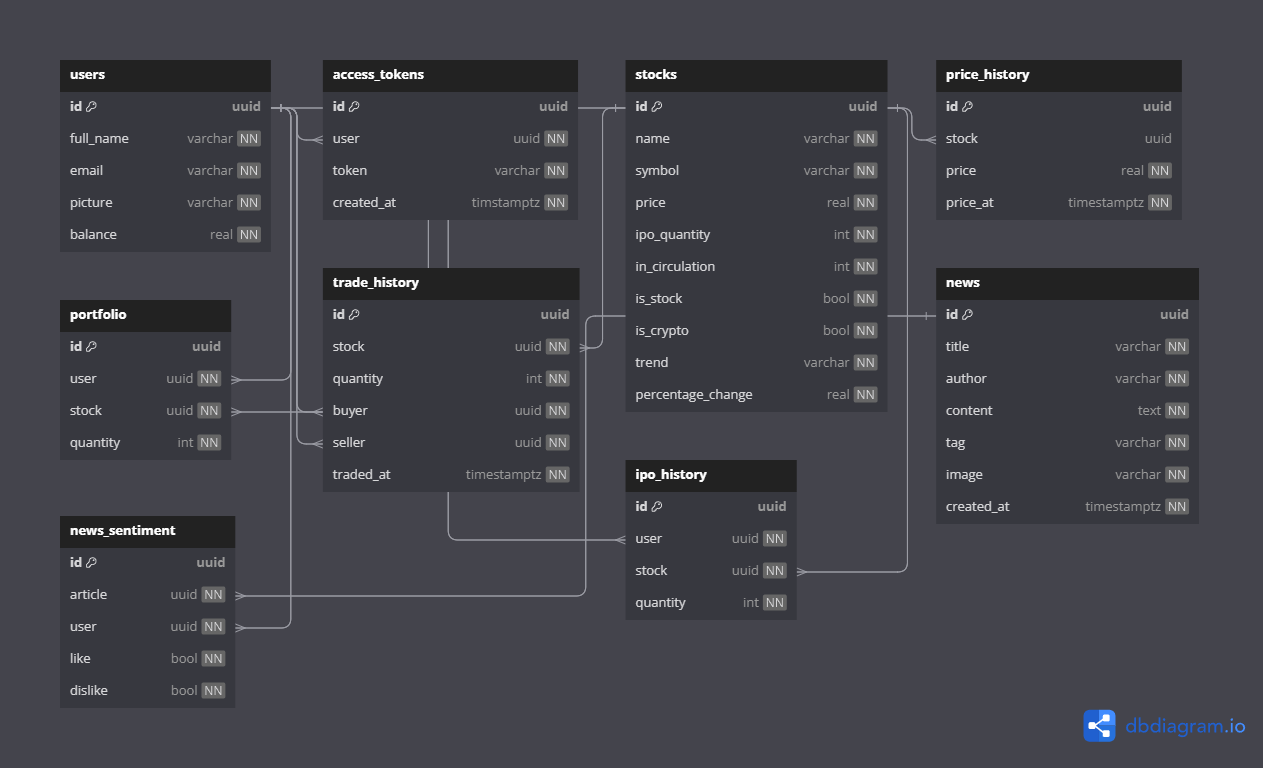 users
id uuid
full_name varchar NN
email varchar NN
picture varchar NN
balance real NN
access_tokens
id uuid
user uuid NN
token varchar NN
created_at timstamptz NN
stocks
id uuid
name varchar NN
symbol varchar NN
price real NN
ipo_quantity int NN
in_circulation int NN
is_stock bool NN
is_crypto bool NN
trend varchar NN
percentage_change real NN
price_history
id uuid
stock uuid
price real NN
price_at timestamptz NN
portfolio
id uuid
user uuid NN
stock uuid NN
quantity int NN
trade_history
id uuid
stock uuid NN
quantity int NN
buyer uuid NN
seller uuid NN
traded_at timestamptz NN
news
id uuid
title varchar NN
author varchar NN
content text NN
tag varchar NN
image varchar NN
created_at timestamptz NN
news_sentiment
id uuid
article uuid NN
user uuid NN
like bool NN
dislike bool NN
ipo_history
id uuid
user uuid NN
stock uuid NN
quantity int NN
dbdiagram.io